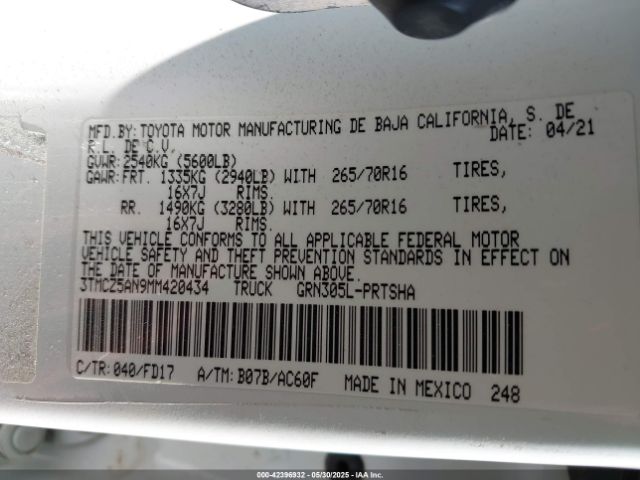 MFD.BY:TOYOTA MOTOR MANUFACTURING DE BAJA CALIFORNIA, S. DE
R.L. DE C.V. DATE: 04/21
GVWR:2540KG (5600LB)
GAWR:FRT. 1335KG (2940LB) WITH 265/70R16 TIRES,
16X7J RIMS.
RR. 1490KG (3280LB) WITH 265/70R16 TIRES,
16X7J RIMS.
THIS VEHICLE CONFORMS TO ALL APPLICABLE FEDERAL MOTOR
VEHICLE SAFETY AND THEFT PREVENTION STANDARDS IN EFFECT ON
THE DATE OF MANUFACTURE SHOWN ABOVE.
3TMCZ5AN9MM420434 TRUCK GRN305L-PRTSHA
C/TR:040/FD17 A/TM:B07B/AC60F MADE IN MEXICO 248
000-42396932 — 05/30/2025 — IAA Inc.